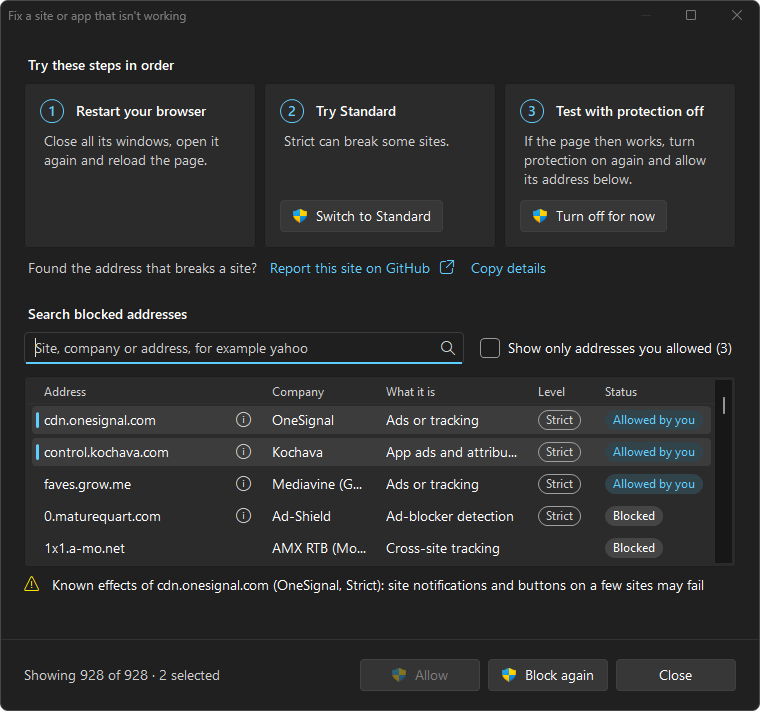 Fix a site or app that isn't working
Try these steps in order
1 Restart your browser
Close all its windows, open it
again and reload the page.
2 Try Standard
Strict can break some sites.
Switch to Standard
3 Test with protection off
If the page then works, turn
protection on again and allow
its address below.
Turn off for now
Found the address that breaks a site? Report this site on GitHub Copy details
Search blocked addresses
Site, company or address, for example yahoo
Show only addresses you allowed (3)
Address Company What it is Level Status
cdn.onesignal.com OneSignal Ads or tracking Strict Allowed by you
control.kochava.com Kochava App ads and attribu... Strict Allowed by you
faves.grow.me Mediavine (G... Ads or tracking Strict Allowed by you
0.maturequart.com Ad-Shield Ad-blocker detection Strict Blocked
1x1.a-mo.net AMX RTB (Mo... Cross-site tracking Blocked
Known effects of cdn.onesignal.com (OneSignal, Strict): site notifications and buttons on a few sites may fail
Showing 928 of 928 · 2 selected
Allow
Block again
Close